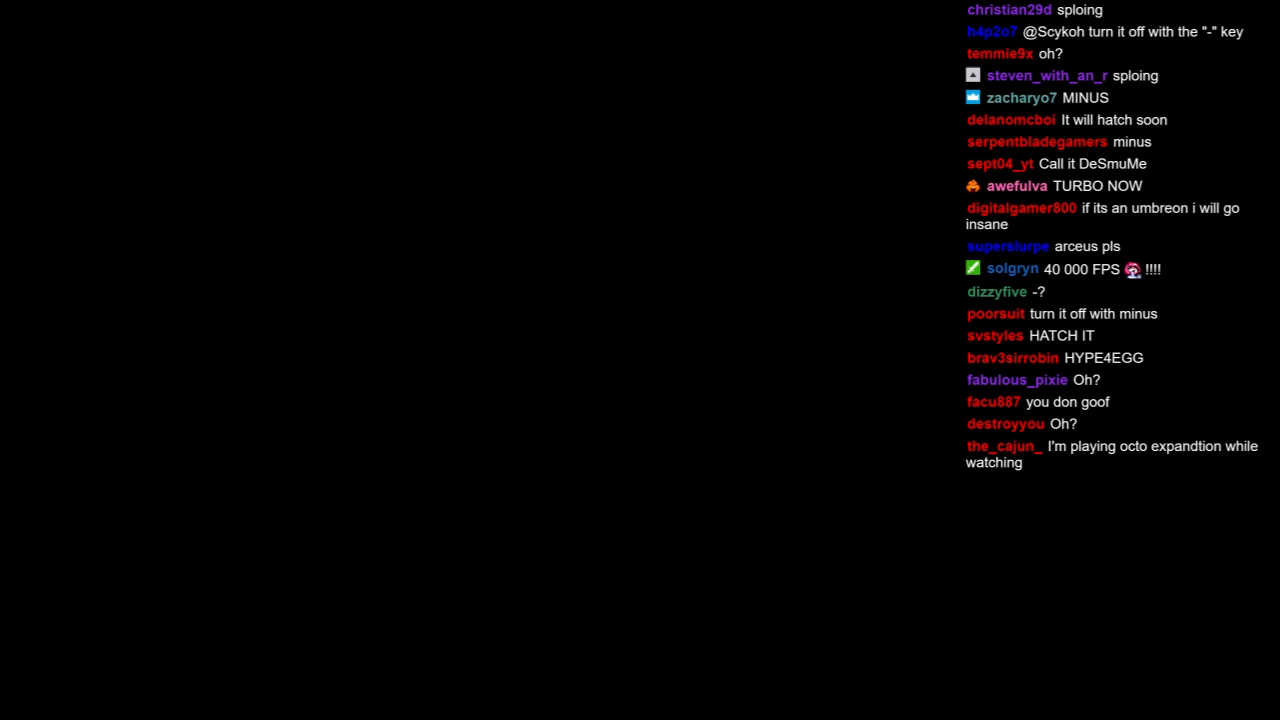 christian29d sploing
h4p2o7 @Scykoh turn it off with the "-" key
temmie9x oh?
steven_with_an_r sploing
zacharyo7 MINUS
delanomcboi It will hatch soon
serpentbladegamers minus
sept04_yt Call it DeSmuMe
awefulva TURBO NOW
digitalgamer800 if its an umbreon i will go
insane
superslurpe arceus pls
solgryn 40 000 FPS !!!!
dizzyfive -?
poorsuit turn it off with minus
svstyles HATCH IT
brav3sirrobin HYPE4EGG
fabulous_pixie Oh?
facu887 you don goof
destroyyou Oh?
the_cajun_ I'm playing octo expandtion while
watching